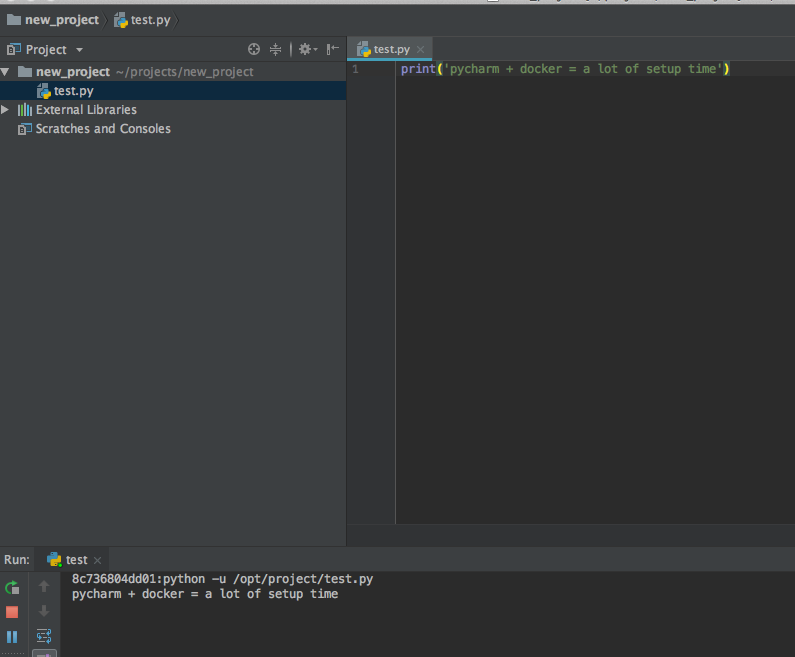 new_project test.py
Project
test.py
new_project ~/projects/new_project
test.py
External Libraries
Scratches and Consoles
1 print('pycharm + docker = a lot of setup time')
Run: test
8c736804dd01:python -u /opt/project/test.py
pycharm + docker = a lot of setup time